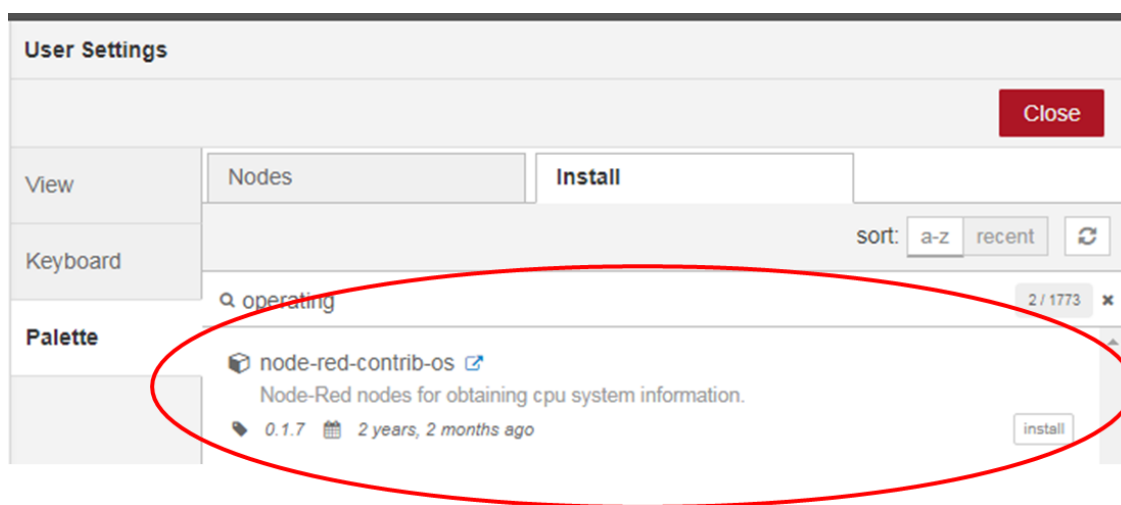 User Settings
Close
View
Nodes
Install
sort: a-z recent
Keyboard
operating
2 / 1773
Palette
node-red-contrib-os
Node-Red nodes for obtaining cpu system information.
0.1.7 2 years, 2 months ago
install